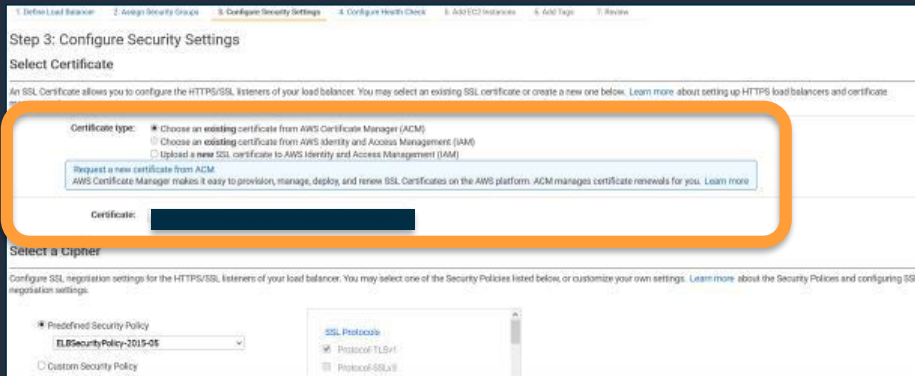 1. Define Load Balancer 2. Assign Security Groups 3. Configure Security Settings 4. Configure Health Check 5. Add EC2 Instances 6. Add Tags 7. Review
Step 3: Configure Security Settings
Select Certificate
An SSL Certificate allows you to configure the HTTPS/SSL listeners of your load balancer. You may select an existing SSL certificate or create a new one below. Learn more about setting up HTTPS load balancers and certificate
Certificate type: Choose an existing certificate from AWS Certificate Manager (ACM)
Choose an existing certificate from AWS Identity and Access Management (IAM)
Upload a new SSL certificate to AWS Identity and Access Management (IAM)
Request a new certificate from ACM
AWS Certificate Manager makes it easy to provision, manage, deploy, and renew SSL Certificates on the AWS platform. ACM manages certificate renewals for you. Learn more
Certificate:
Select a Cipher
Configure SSL negotiation settings for the HTTPS/SSL listeners of your load balancer. You may select one of the Security Policies listed below, or customize your own settings. Learn more about the Security Polices and configuring SSL
negotiation settings.
Predefined Security Policy
SSL Protocols
ELBSecurityPolicy-2015-05
Protocol-TLSv1
Custom Security Policy
Protocol-SSLv3